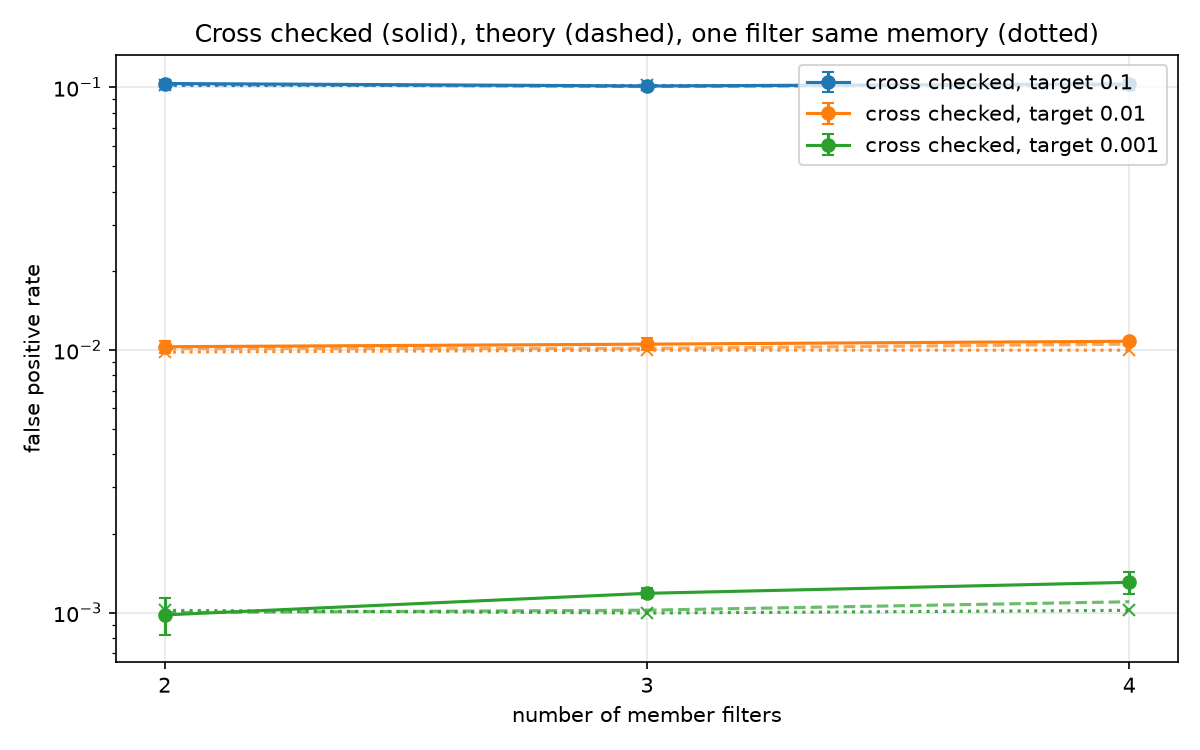 Cross checked (solid), theory (dashed), one filter same memory (dotted)
cross checked, target 0.1
cross checked, target 0.01
cross checked, target 0.001
false positive rate
10⁻¹
10⁻²
10⁻³
2 3 4
number of member filters